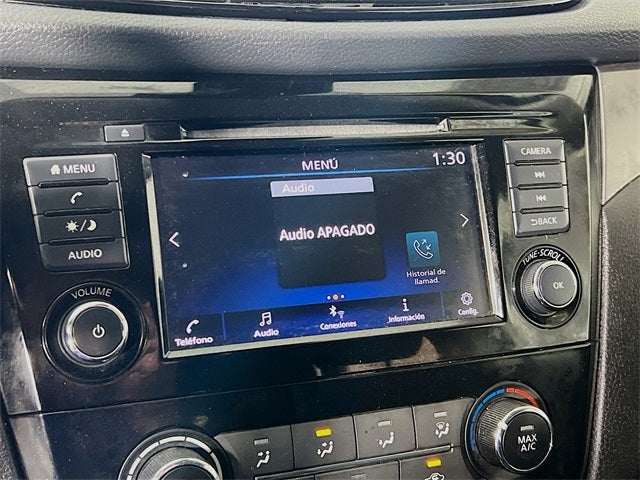 MENU
AUDIO
VOLUME
MENÚ
1:30
Audio
Audio APAGADO
Historial de
llamad.
Teléfono
Audio
Conexiones
Información
Config.
CAMERA
BACK
TUNE-SCROLL
OK
MAX
A/C